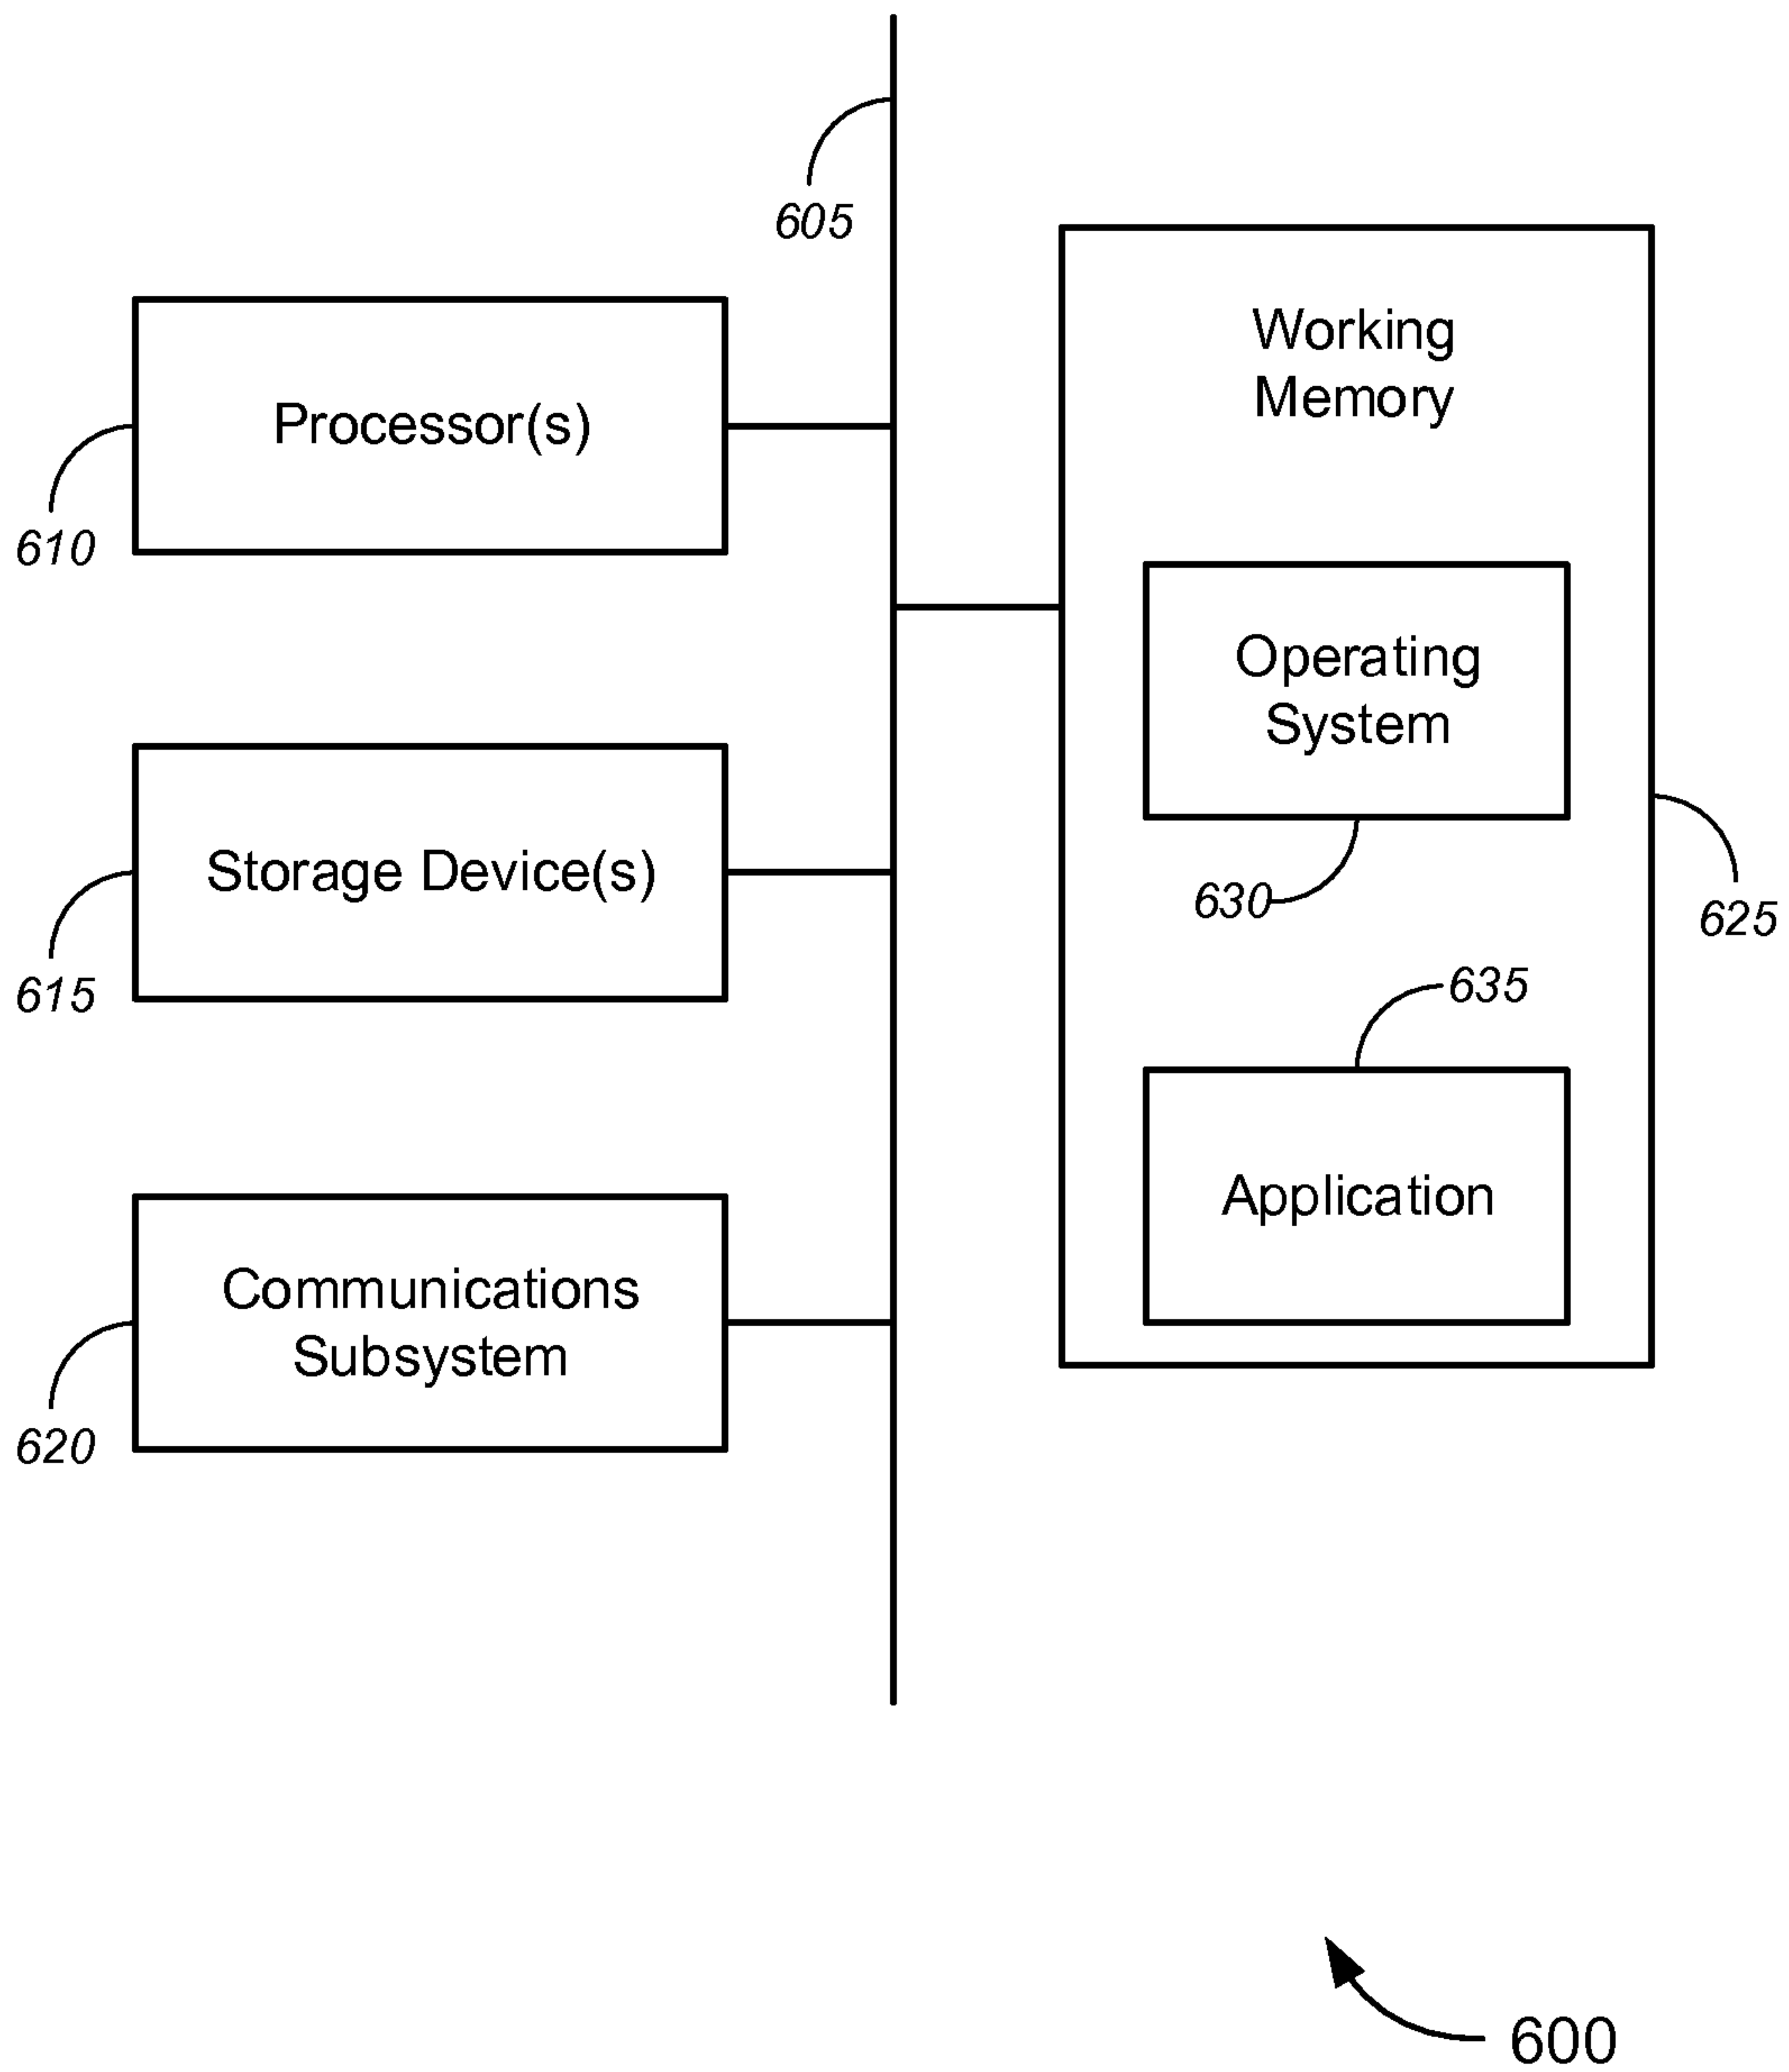 605
Processor(s)
610
Storage Device(s)
615
Communications
Subsystem
620
Working
Memory
Operating
System
630
625
635
Application
600